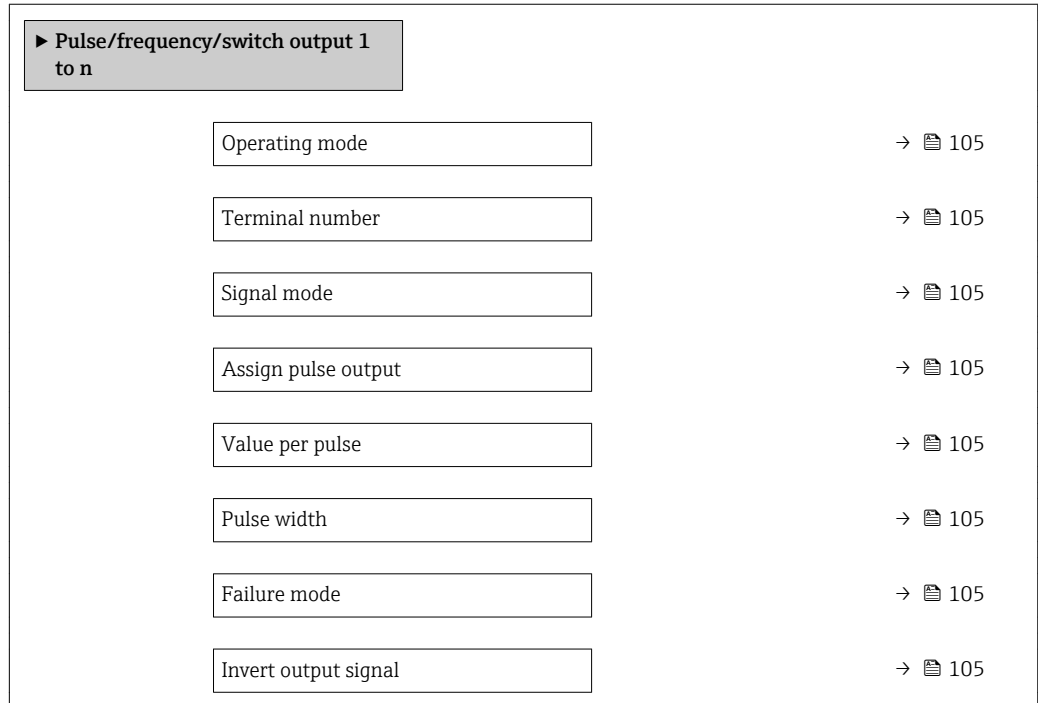 ▶ Pulse/frequency/switch output 1
to n
Operating mode → 105
Terminal number → 105
Signal mode → 105
Assign pulse output → 105
Value per pulse → 105
Pulse width → 105
Failure mode → 105
Invert output signal → 105